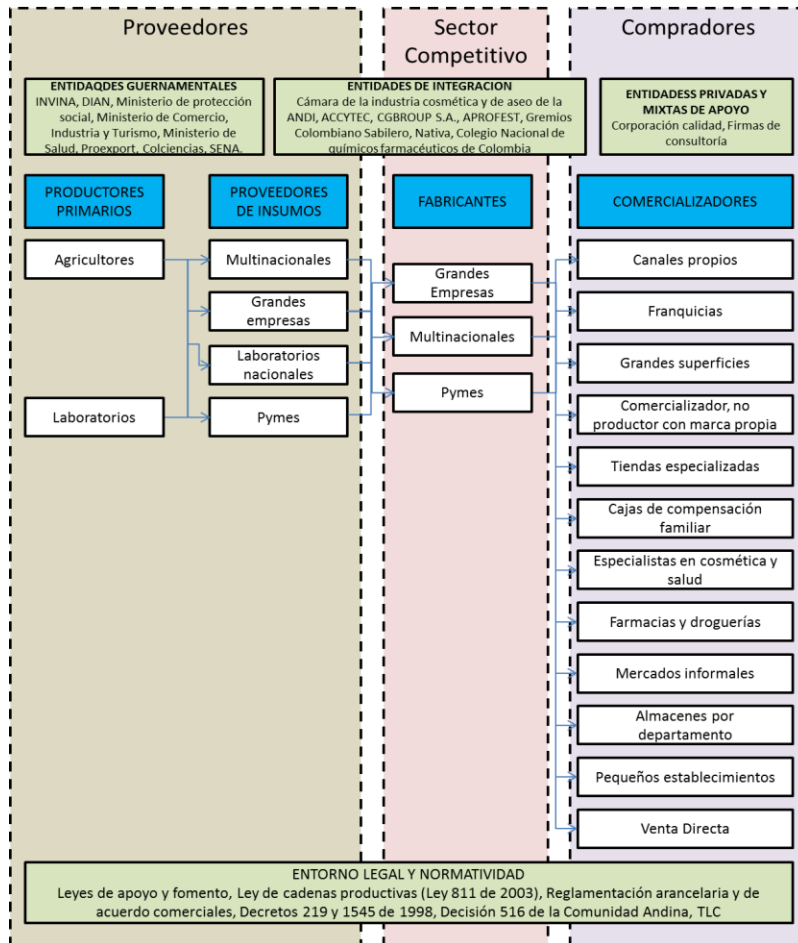 Proveedores
Sector
Competitivo
Compradores
ENTIDAQDES GUERNAMENTALES
INVINA, DIAN, Ministerio de protección
social, Ministerio de Comercio,
Industria y Turismo, Ministerio de
Salud, Proexport, Colciencias, SENA.
ENTIDADES DE INTEGRACION
Cámara de la industria cosmética y de aseo de la
ANDI, ACCYTEC, CGBROUP S.A., APROFEST, Gremios
Colombiano Sabilero, Nativa, Colegio Nacional de
químicos farmacéuticos de Colombia
ENTIDADESS PRIVADAS Y
MIXTAS DE APOYO
Corporación calidad, Firmas de
consultoría
PRODUCTORES
PRIMARIOS
PROVEEDORES
DE INSUMOS
FABRICANTES
COMERCIALIZADORES
Agricultores
Laboratorios
Multinacionales
Grandes
empresas
Laboratorios
nacionales
Pymes
Grandes
Empresas
Multinacionales
Pymes
Canales propios
Franquicias
Grandes superficies
Comercializador, no
productor con marca propia
Tiendas especializadas
Cajas de compensación
familiar
Especialistas en cosmética y
salud
Farmacias y droguerías
Mercados informales
Almacenes por
departamento
Pequeños establecimientos
Venta Directa
ENTORNO LEGAL Y NORMATIVIDAD
Leyes de apoyo y fomento, Ley de cadenas productivas (Ley 811 de 2003), Reglamentación arancelaria y de
acuerdo comerciales, Decretos 219 y 1545 de 1998, Decisión 516 de la Comunidad Andina, TLC